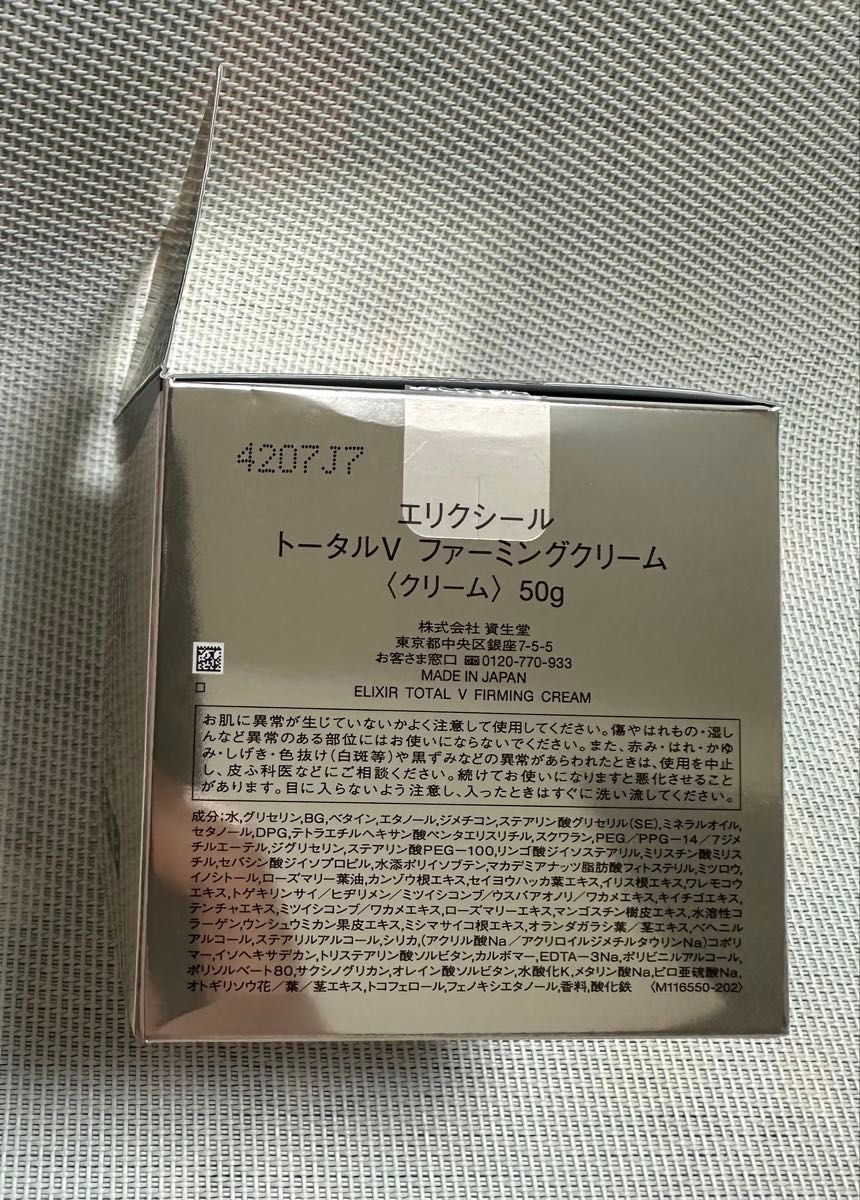 4207J7
エリクシール
トータルV ファーミングクリーム
〈クリーム〉 50g
株式会社 資生堂
東京都中央区銀座7-5-5
お客さま窓口 0120-770-933
MADE IN JAPAN
ELIXIR TOTAL V FIRMING CREAM
お肌に異常が生じていないかよく注意して使用してください。傷やはれもの・湿し
んなど異常のある部位にはお使いにならないでください。また、赤み・はれ・かゆ
み・しげき・色抜け(白斑等)や黒ずみなどの異常があらわれたときは、使用を中止
し、皮ふ科医などにご相談ください。続けてお使いになりますと悪化させること
があります。目に入らないよう注意し、入ったときはすぐに洗い流してください。
成分:水,グリセリン,BG,ベタイン,エタノール,ジメチコン,ステアリン酸グリセリル(SE),ミネラルオイル,
セタノール,DPG,テトラエチルヘキサン酸ペンタエリスリチル,スクワラン,PEG/PPG-14/7ジメ
チルエーテル,ジグリセリン,ステアリン酸PEG-100,リンゴ酸ジイソステアリル,ミリスチン酸ミリス
チル,セバシン酸ジイソプロピル,水添ポリイソブテン,マカデミアナッツ脂肪酸フィトステリル,ミツロウ,
イノシトール,ローズマリー葉油,カンゾウ根エキス,セイヨウハッカ葉エキス,イリス根エキス,ワレモコウ
エキス,トゲキリンサイ/ヒヂリメン/ミツイシコンブ/ウスバアオノリ/ワカメエキス,キイチゴエキス,
テンチャエキス,ミツイシコンブ/ワカメエキス,ローズマリーエキス,マンゴスチン樹皮エキス,水溶性コ
ラーゲン,ウンシュウミカン果皮エキス,ミシマサイコ根エキス,オランダガラシ葉/茎エキス,ベヘニル
アルコール,ステアリルアルコール,シリカ,(アクリル酸Na/アクリロイルジメチルタウリンNa)コポリ
マー,イソヘキサデカン,トリステアリン酸ソルビタン,カルボマー,EDTA-3Na,ポリビニルアルコール,
ポリソルベート80,サクシノグリカン,オレイン酸ソルビタン,水酸化K,メタリン酸Na,ピロ亜硫酸Na,
オトギリソウ花/葉/茎エキス,トコフェロール,フェノキシエタノール,香料,酸化鉄 〈M116550-202〉